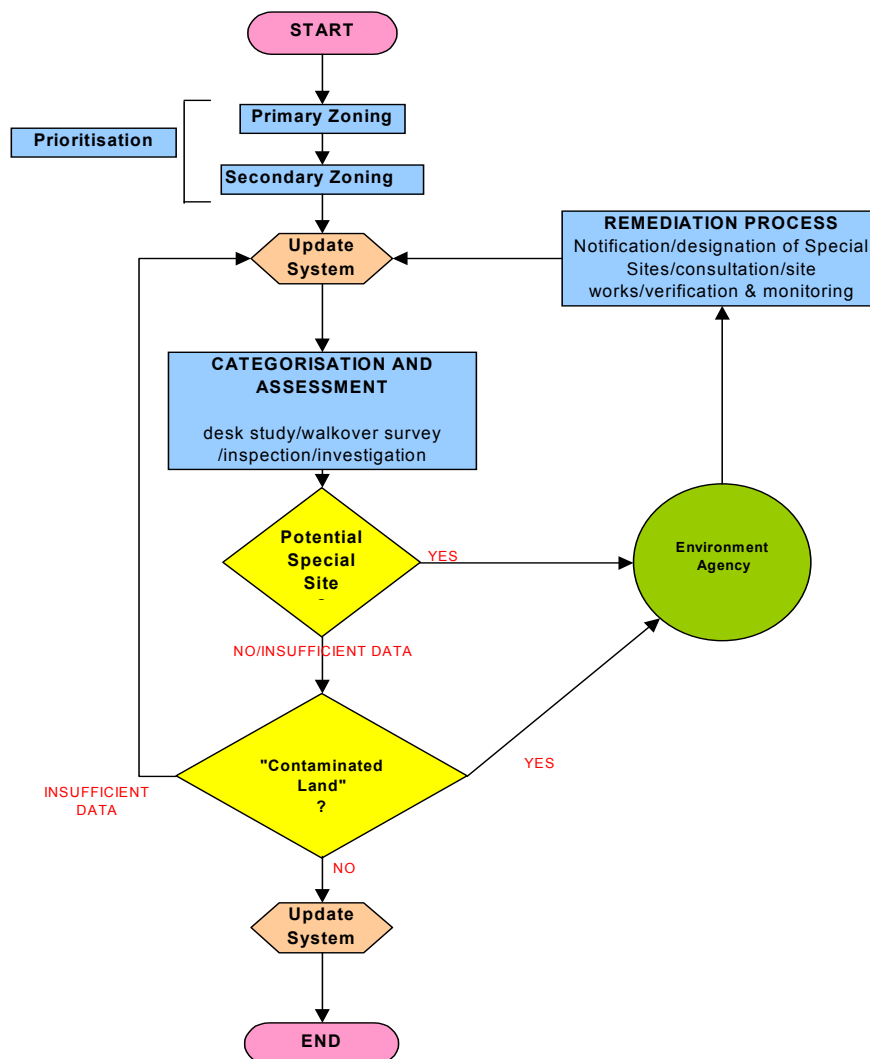 START
Primary Zoning
Prioritisation
Secondary Zoning
Update
System
REMEDIATION PROCESS
Notification/designation of Special
Sites/consultation/site
works/verification & monitoring
CATEGORISATION AND
ASSESSMENT
desk study/walkover survey
/inspection/investigation
Potential
Special
Site
YES
Environment
Agency
NO/INSUFFICIENT DATA
"Contaminated
Land"
?
YES
INSUFFICIENT
DATA
NO
Update
System
END